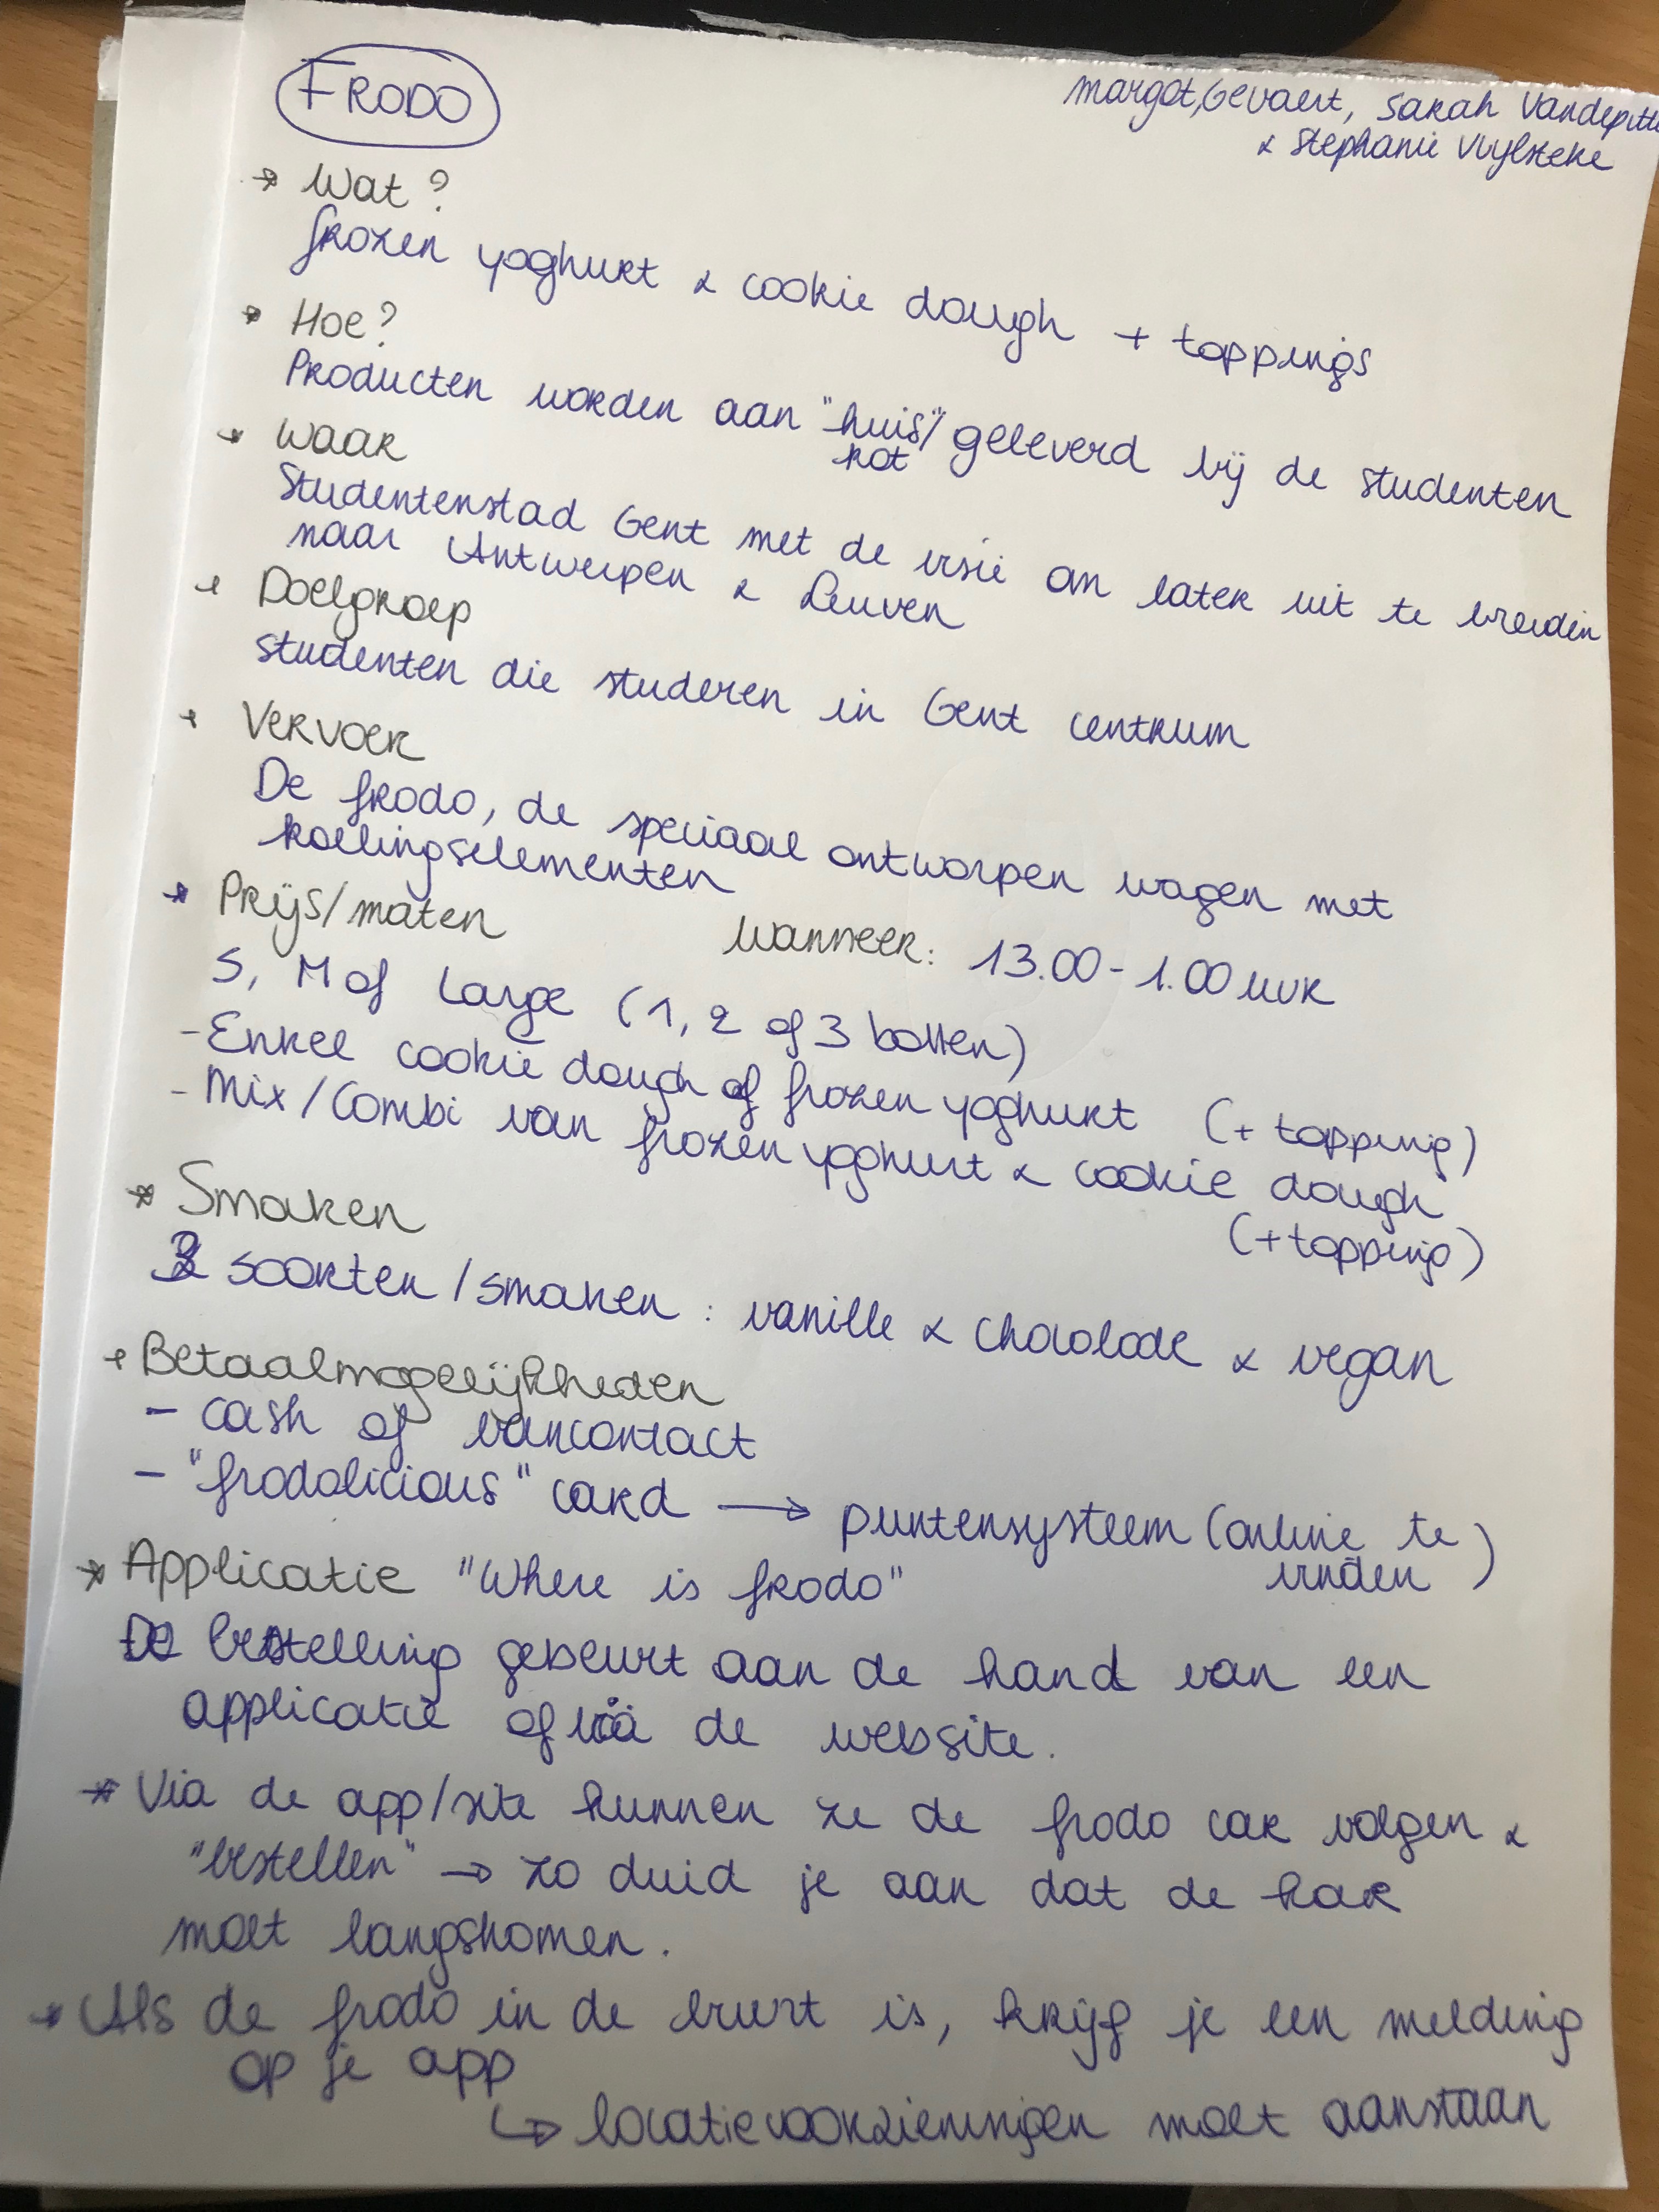 FRODO
Margot, Gevaert, Sarah Vandeputte
& Stephanie Vuylsteke
* Wat?
frozen yoghurt & cookie dough + toppings
* Hoe?
Producten worden aan "huis"/ geleverd bij de studenten
kot
* Waar
Studentenstad Gent met de visie om later uit te breiden
naar Antwerpen & Leuven
* Doelgroep
studenten die studeren in Gent centrum
* Vervoer
De frodo, de speciaal ontworpen wagen met
koelingselementen
* Prijs/maten
Wanneer: 13.00 - 1.00 uur
S, M of Large (1, 2 of 3 bollen)
- Enkel cookie dough of frozen yoghurt (+ topping)
- Mix/Combi van frozen yoghurt & cookie dough
(+ topping)
* Smaken
3 soorten/smaken: vanille & chocolade & vegan
* Betaalmogelijkheden
- cash of bancontact
- "frodolicious" card → puntensysteem (online te
vinden)
* Applicatie "Where is frodo"
De bestelling gebeurt aan de hand van een
applicatie of via de website.
* Via de app/site kunnen ze de frodo car volgen &
"bestellen" → zo duid je aan dat de kar
moet langskomen.
* Als de frodo in de buurt is, krijg je een melding
op je app
↳ locatievoorzieningen moet aanstaan